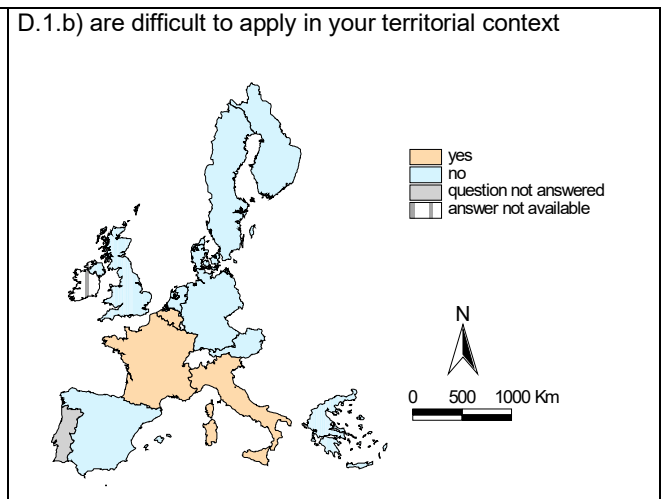 D.1.b) are difficult to apply in your territorial context
yes
no
question not answered
answer not available
N
0 500 1000 Km